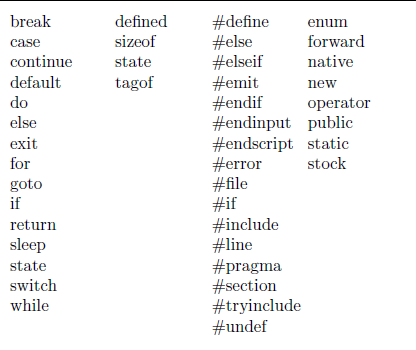 break defined #define enum
case sizeof #else forward
continue state #elseif native
default tagof #emit new
do #endif operator
else #endinput public
exit #endscript static
for #error stock
goto #file
if #if
return #include
sleep #line
state #pragma
switch #section
while #tryinclude
#undef